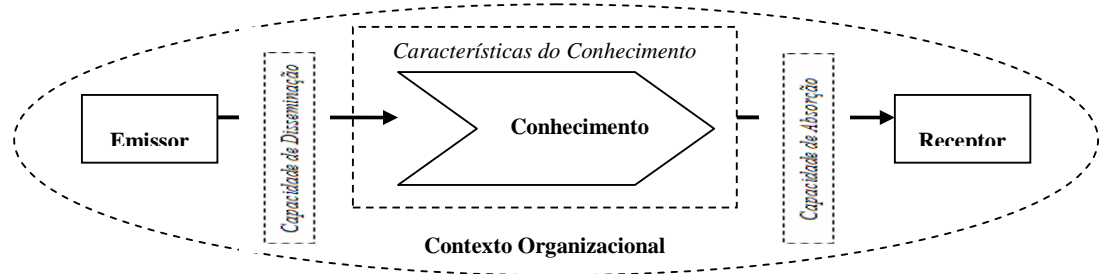 Características do Conhecimento
Emissor
Capacidade de Disseminação
Conhecimento
Capacidade de Absorção
Receptor
Contexto Organizacional